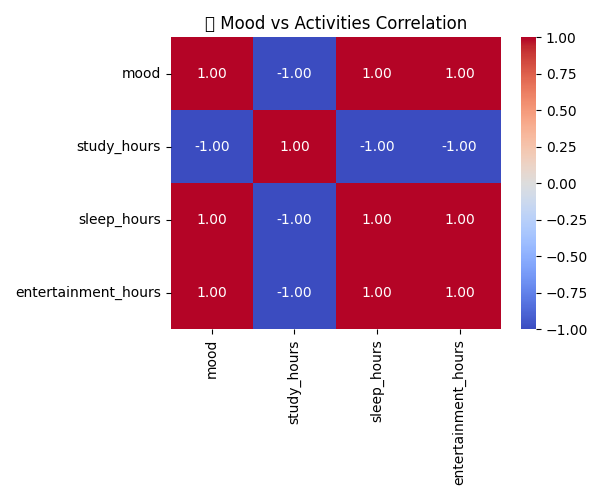 Mood vs Activities Correlation
mood 1.00 -1.00 1.00 1.00
study_hours -1.00 1.00 -1.00 -1.00
sleep_hours 1.00 -1.00 1.00 1.00
entertainment_hours 1.00 -1.00 1.00 1.00
mood
study_hours
sleep_hours
entertainment_hours
1.00
0.75
0.50
0.25
0.00
−0.25
−0.50
−0.75
−1.00